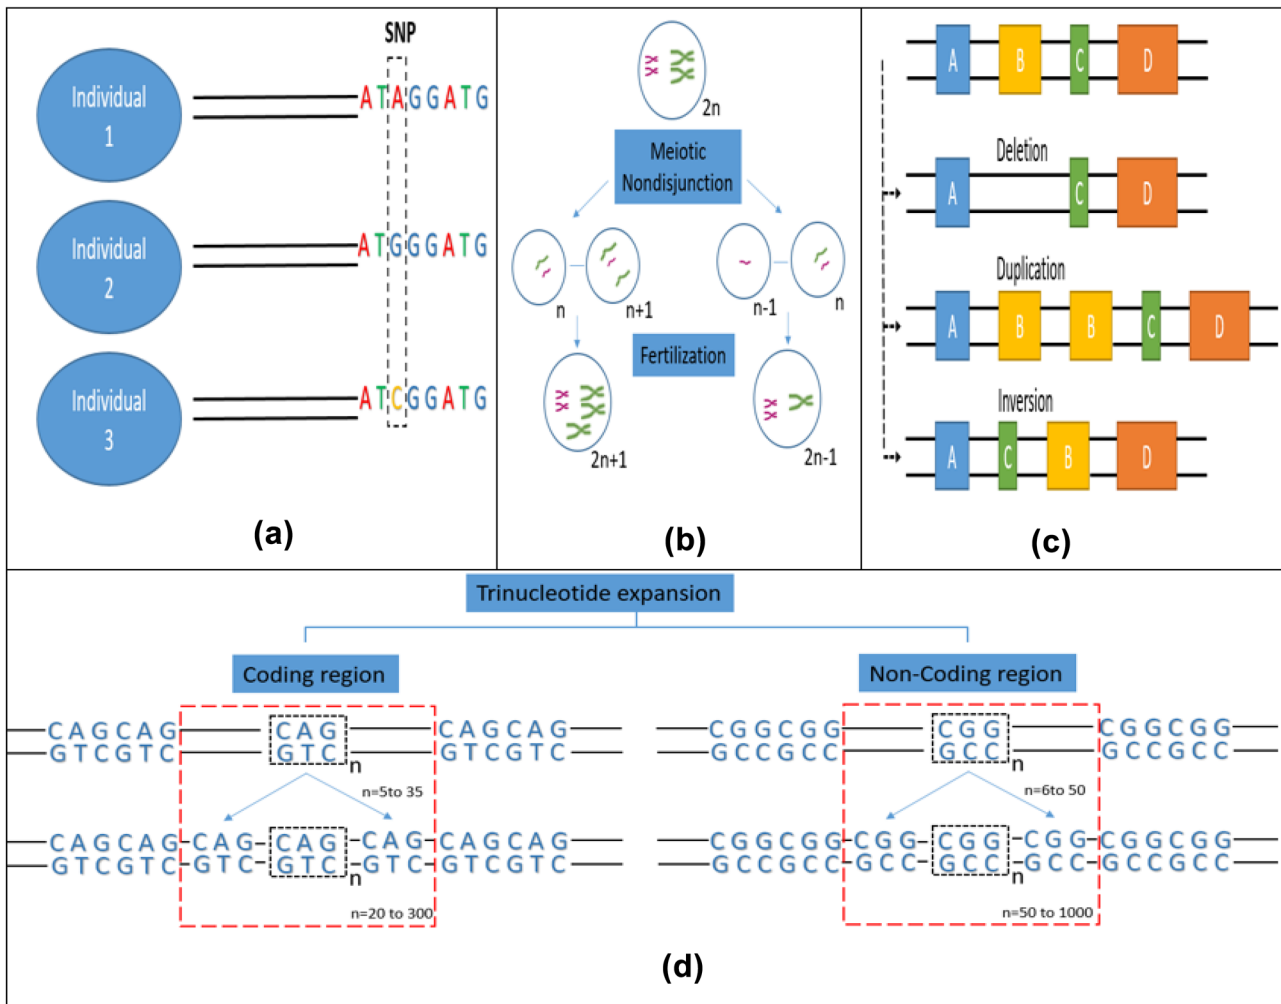 SNP
Individual
1
ATAGGATG
Individual
2
ATGGGATG
Individual
3
ATCGGATG
(a)
2n
Meiotic
Nondisjunction
n
n+1
n-1
n
Fertilization
2n+1
2n-1
(b)
A B C D
Deletion
A C D
Duplication
A B B C D
Inversion
A C B D
(c)
Trinucleotide expansion
Coding region
CAGCAG CAG CAGCAG
GTCGTC GTC GTCGTC
n
n=5to 35
CAGCAG CAG CAG CAG CAGCAG
GTCGTC GTC GTC GTC GTCGTC
n
n=20 to 300
Non-Coding region
CGGCGG CGG CGGCGG
GCCGCC GCC GCCGCC
n
n=6to 50
CGGCGG CGG CGG CGG CGGCGG
GCCGCC GCC GCC GCC GCCGCC
n
n=50 to 1000
(d)